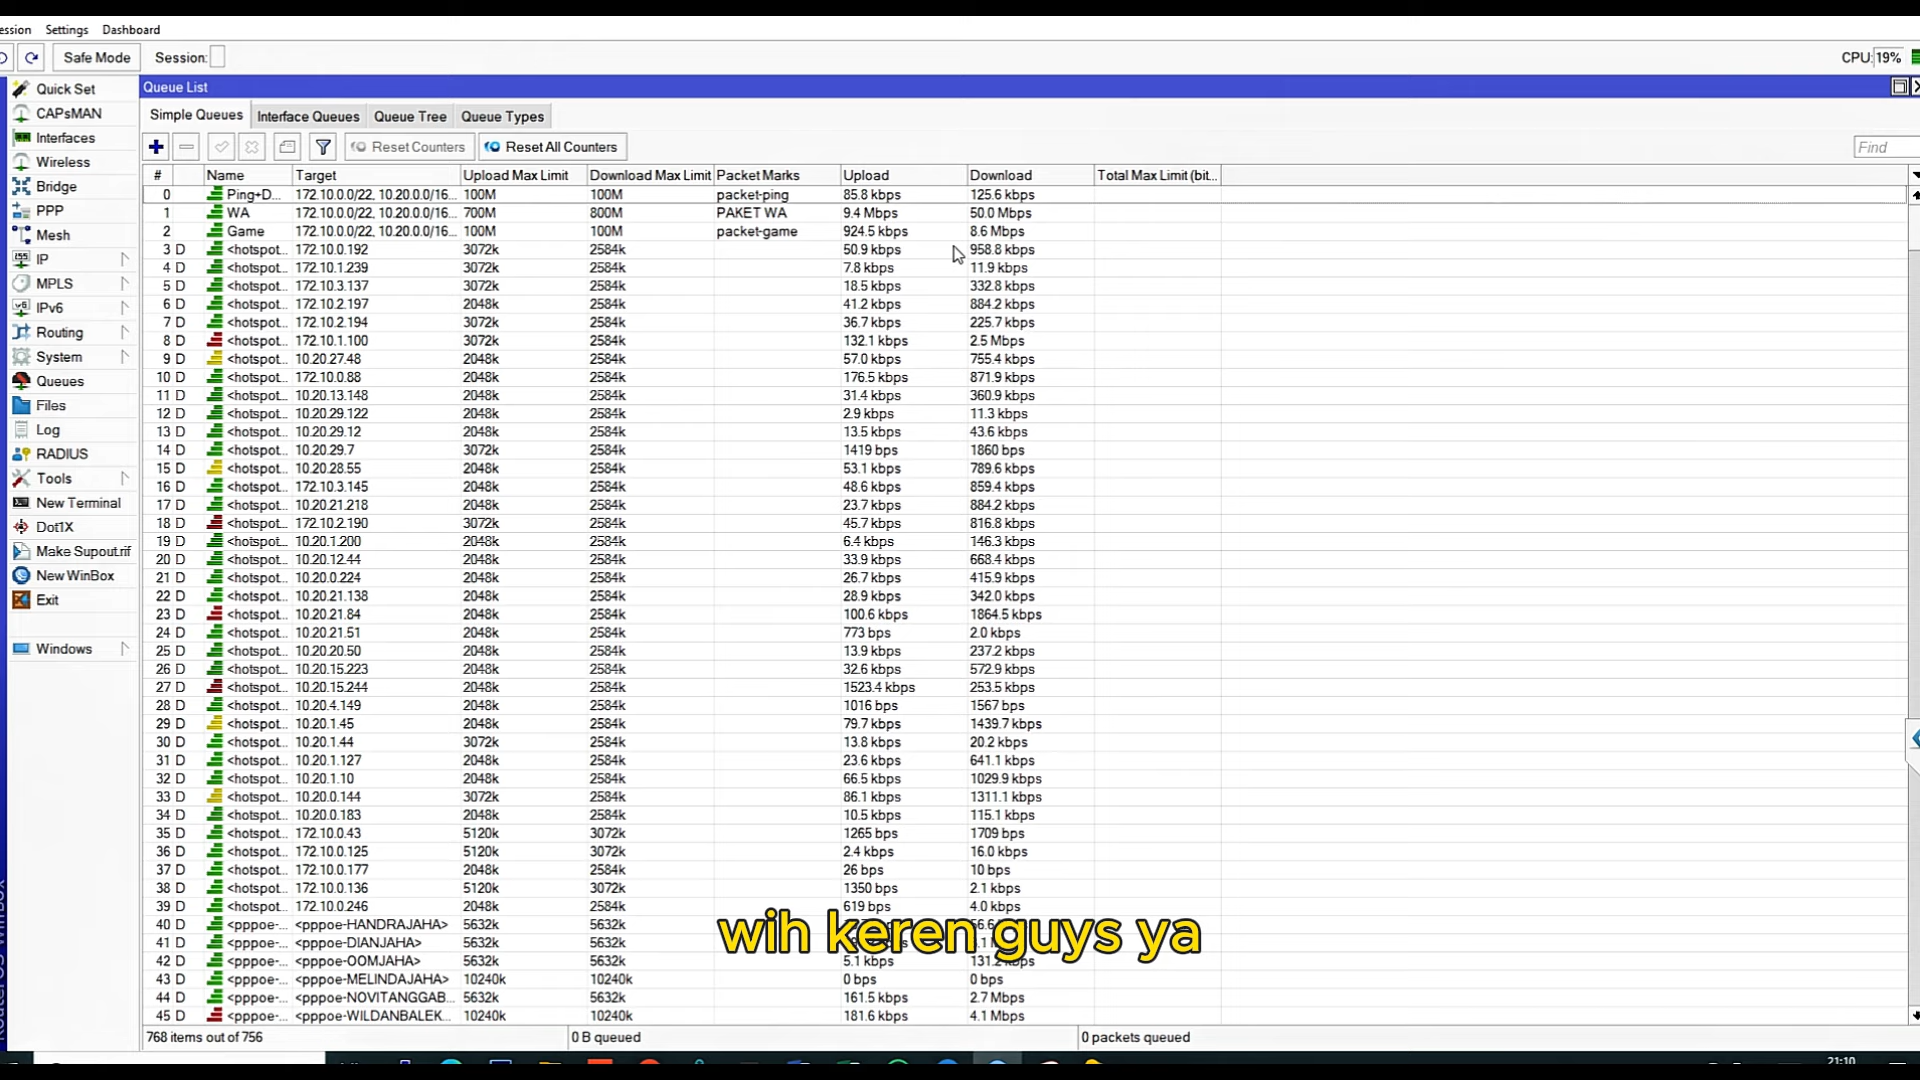 ession Settings Dashboard
Safe Mode Session: CPU: 19%
Quick Set
CAPsMAN
Interfaces
Wireless
Bridge
PPP
Mesh
IP
MPLS
IPv6
Routing
System
Queues
Files
Log
RADIUS
Tools
New Terminal
Dot1X
Make Supout.rif
New WinBox
Exit
Windows
Queue List
Simple Queues Interface Queues Queue Tree Queue Types
Reset Counters Reset All Counters Find
# Name Target Upload Max Limit Download Max Limit Packet Marks Upload Download Total Max Limit (bit...
0 Ping+D... 172.10.0.0/22, 10.20.0.0/16... 100M 100M packet-ping 85.8 kbps 125.6 kbps
1 WA 172.10.0.0/22, 10.20.0.0/16... 700M 800M PAKET WA 9.4 Mbps 50.0 Mbps
2 Game 172.10.0.0/22, 10.20.0.0/16... 100M 100M packet-game 924.5 kbps 8.6 Mbps
3 D <hotspot... 172.10.0.192 3072k 2584k 50.9 kbps 958.8 kbps
4 D <hotspot... 172.10.1.239 3072k 2584k 7.8 kbps 11.9 kbps
5 D <hotspot... 172.10.3.137 3072k 2584k 18.5 kbps 332.8 kbps
6 D <hotspot... 172.10.2.197 2048k 2584k 41.2 kbps 884.2 kbps
7 D <hotspot... 172.10.2.194 3072k 2584k 36.7 kbps 225.7 kbps
8 D <hotspot... 172.10.1.100 3072k 2584k 132.1 kbps 2.5 Mbps
9 D <hotspot... 10.20.27.48 2048k 2584k 57.0 kbps 755.4 kbps
10 D <hotspot... 172.10.0.88 2048k 2584k 176.5 kbps 871.9 kbps
11 D <hotspot... 10.20.13.148 2048k 2584k 31.4 kbps 360.9 kbps
12 D <hotspot... 10.20.29.122 2048k 2584k 2.9 kbps 11.3 kbps
13 D <hotspot... 10.20.29.12 2048k 2584k 13.5 kbps 43.6 kbps
14 D <hotspot... 10.20.29.7 3072k 2584k 1419 bps 1860 bps
15 D <hotspot... 10.20.28.55 2048k 2584k 53.1 kbps 789.6 kbps
16 D <hotspot... 172.10.3.145 2048k 2584k 48.6 kbps 859.4 kbps
17 D <hotspot... 10.20.21.218 2048k 2584k 23.7 kbps 884.2 kbps
18 D <hotspot... 172.10.2.190 3072k 2584k 45.7 kbps 816.8 kbps
19 D <hotspot... 10.20.1.200 2048k 2584k 6.4 kbps 146.3 kbps
20 D <hotspot... 10.20.12.44 2048k 2584k 33.9 kbps 668.4 kbps
21 D <hotspot... 10.20.0.224 2048k 2584k 26.7 kbps 415.9 kbps
22 D <hotspot... 10.20.21.138 2048k 2584k 28.9 kbps 342.0 kbps
23 D <hotspot... 10.20.21.84 2048k 2584k 100.6 kbps 1864.5 kbps
24 D <hotspot... 10.20.21.51 2048k 2584k 773 bps 2.0 kbps
25 D <hotspot... 10.20.20.50 2048k 2584k 13.9 kbps 237.2 kbps
26 D <hotspot... 10.20.15.223 2048k 2584k 32.6 kbps 572.9 kbps
27 D <hotspot... 10.20.15.244 2048k 2584k 1523.4 kbps 253.5 kbps
28 D <hotspot... 10.20.4.149 2048k 2584k 1016 bps 1567 bps
29 D <hotspot... 10.20.1.45 2048k 2584k 79.7 kbps 1439.7 kbps
30 D <hotspot... 10.20.1.44 3072k 2584k 13.8 kbps 20.2 kbps
31 D <hotspot... 10.20.1.127 2048k 2584k 23.6 kbps 641.1 kbps
32 D <hotspot... 10.20.1.10 2048k 2584k 66.5 kbps 1029.9 kbps
33 D <hotspot... 10.20.0.144 3072k 2584k 86.1 kbps 1311.1 kbps
34 D <hotspot... 10.20.0.183 2048k 2584k 10.5 kbps 115.1 kbps
35 D <hotspot... 172.10.0.43 5120k 3072k 1265 bps 1709 bps
36 D <hotspot... 172.10.0.125 5120k 3072k 2.4 kbps 16.0 kbps
37 D <hotspot... 172.10.0.177 2048k 2584k 26 bps 10 bps
38 D <hotspot... 172.10.0.136 5120k 3072k 1350 bps 2.1 kbps
39 D <hotspot... 172.10.0.246 2048k 2584k 619 bps 4.0 kbps
40 D <pppoe-... <pppoe-HANDRAJAHA> 5632k 5632k
41 D <pppoe-... <pppoe-DIANJAHA> 5632k 5632k
42 D <pppoe-... <pppoe-OOMJAHA> 5632k 5632k 5.1 kbps
43 D <pppoe-... <pppoe-MELINDAJAHA> 10240k 10240k 0 bps 0 bps
44 D <pppoe-... <pppoe-NOVITANGGAB... 5632k 5632k 161.5 kbps 2.7 Mbps
45 D <pppoe-... <pppoe-WILDANBALEK... 10240k 10240k 181.6 kbps 4.1 Mbps
wih keren guys ya
768 items out of 756 0 B queued 0 packets queued
21:10